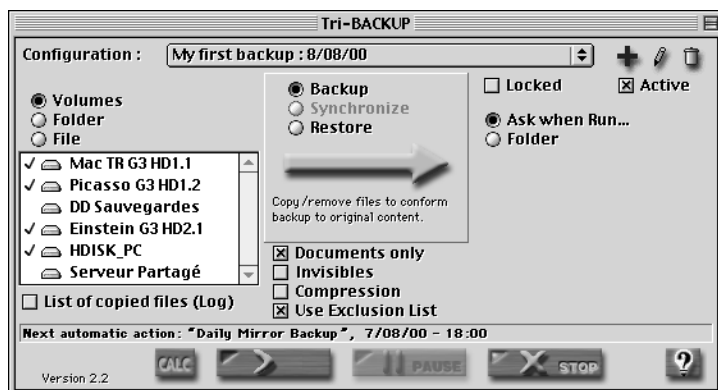 Tri-BACKUP
Configuration : My first backup : 8/08/00
Volumes
Folder
File
Backup
Synchronize
Restore
Locked
Active
Ask when Run...
Folder
Mac TR G3 HD1.1
Picasso G3 HD1.2
DD Sauvegardes
Einstein G3 HD2.1
HDISK_PC
Serveur Partagé
Copy/remove files to conform
backup to original content.
Documents only
Invisibles
Compression
Use Exclusion List
List of copied files (Log)
Next automatic action: "Daily Mirror Backup", 7/08/00 - 18:00
Version 2.2
CALC
PAUSE
STOP
?